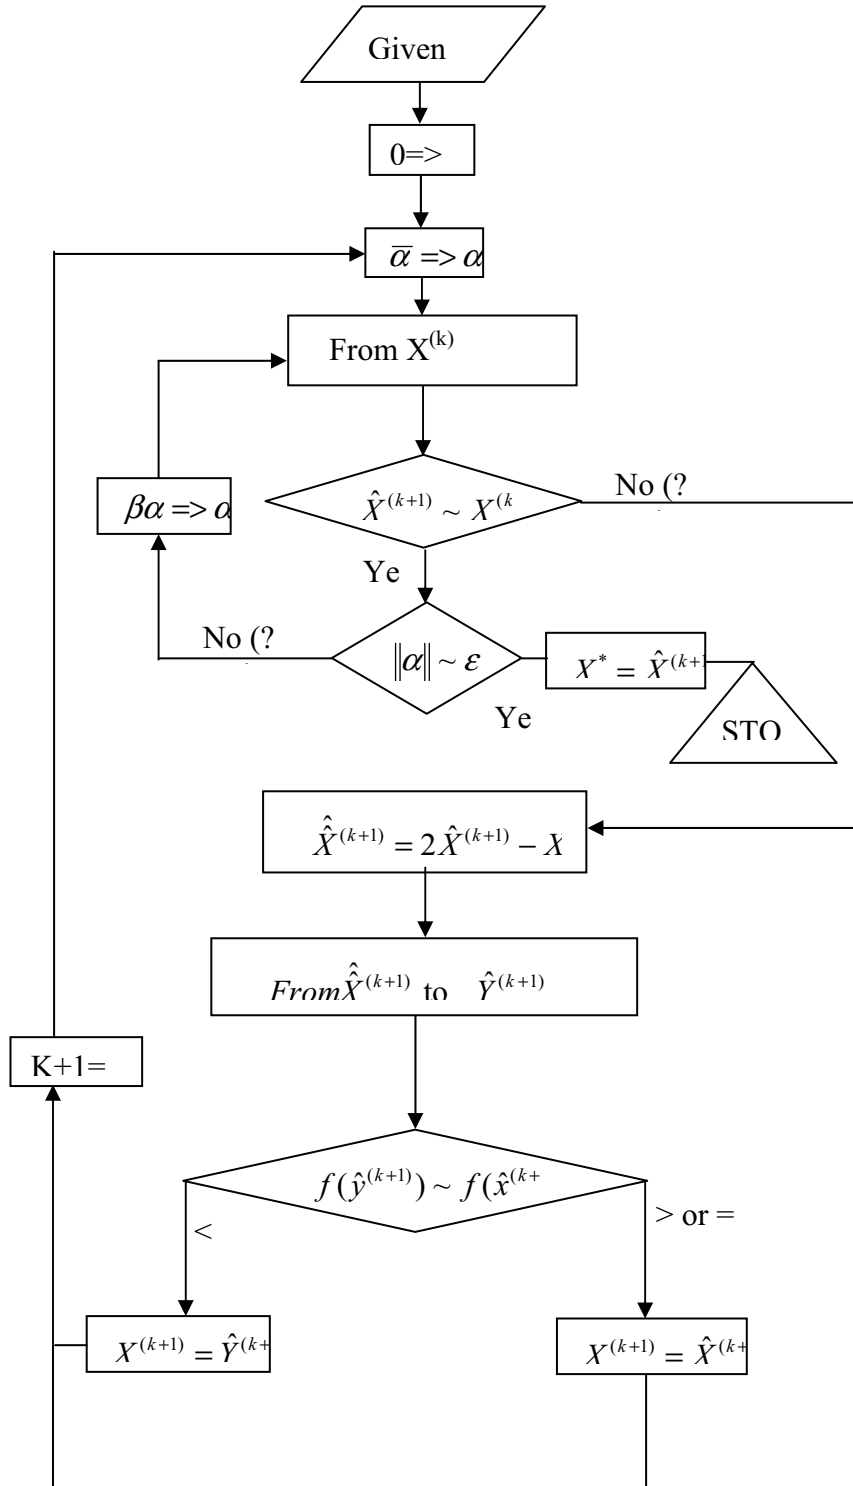 Given
0=>
ᾱ => α
From X^(k)
βα => α
X̂^(k+1) ~ X^(k
No (?
Ye
No (?
‖α‖ ~ ε
X^* = X̂^(k+1
Ye
STO
X̂̂^(k+1) = 2X̂^(k+1) − X
From X̂̂^(k+1) to Ŷ^(k+1)
K+1=
f(ŷ^(k+1)) ~ f(x̂^(k+
<
> or =
X^(k+1) = Ŷ^(k+
X^(k+1) = X̂^(k+